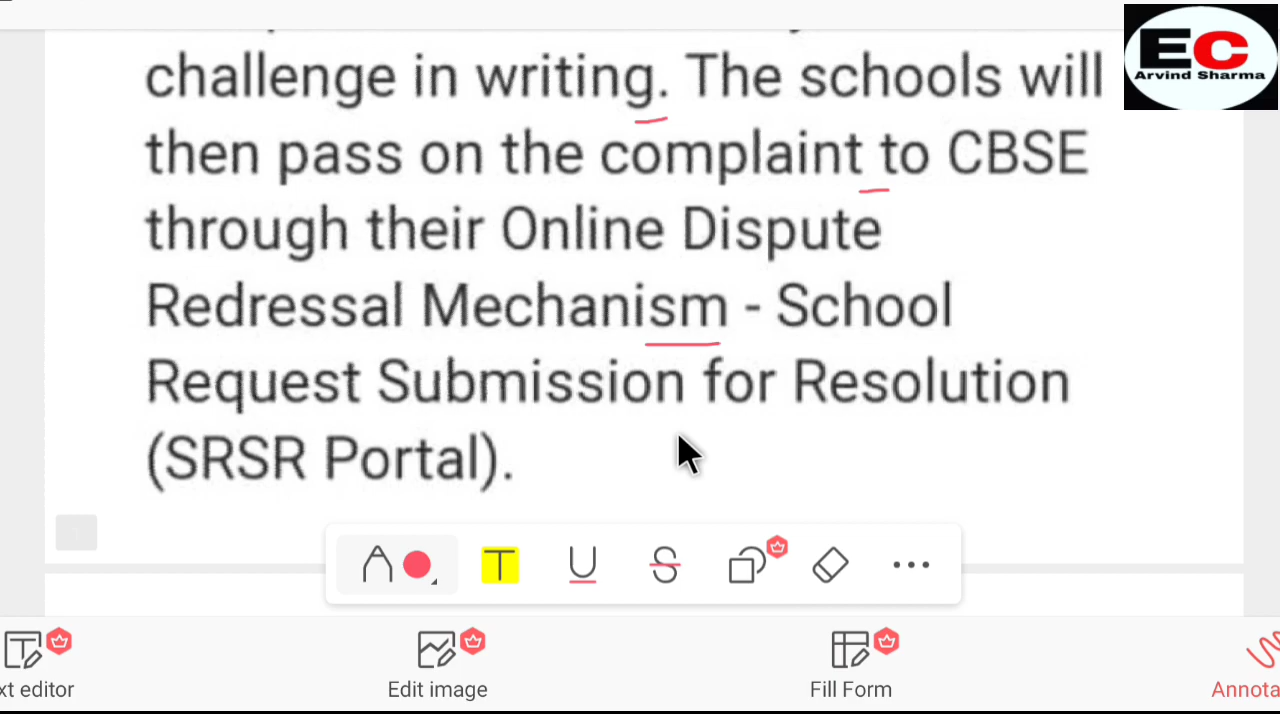 EC
Arvind Sharma
challenge in writing. The schools will
then pass on the complaint to CBSE
through their Online Dispute
Redressal Mechanism - School
Request Submission for Resolution
(SRSR Portal).
T U S
xt editor
Edit image
Fill Form
Annota